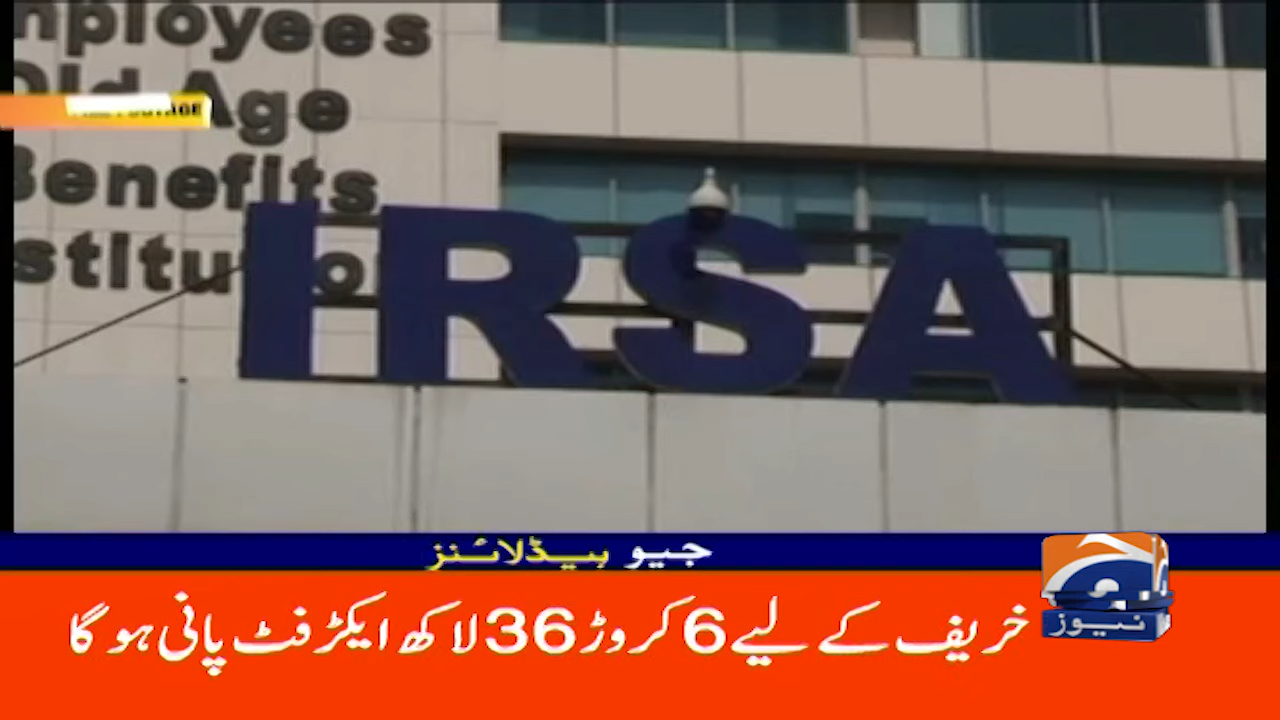 mployees
Old Age
Benefits
stitu o
IRSA
جیو ہیڈلائنز
خریف کے لیے 6 کروڑ 36 لاکھ ایکڑ فٹ پانی ہو گا
نیوز